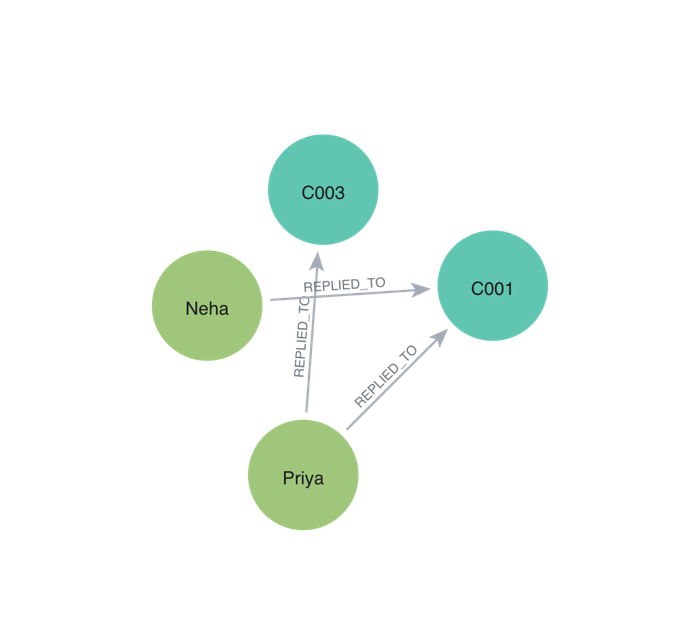 C003
Neha
REPLIED_TO
C001
REPLIED_TO
REPLIED_TO
Priya